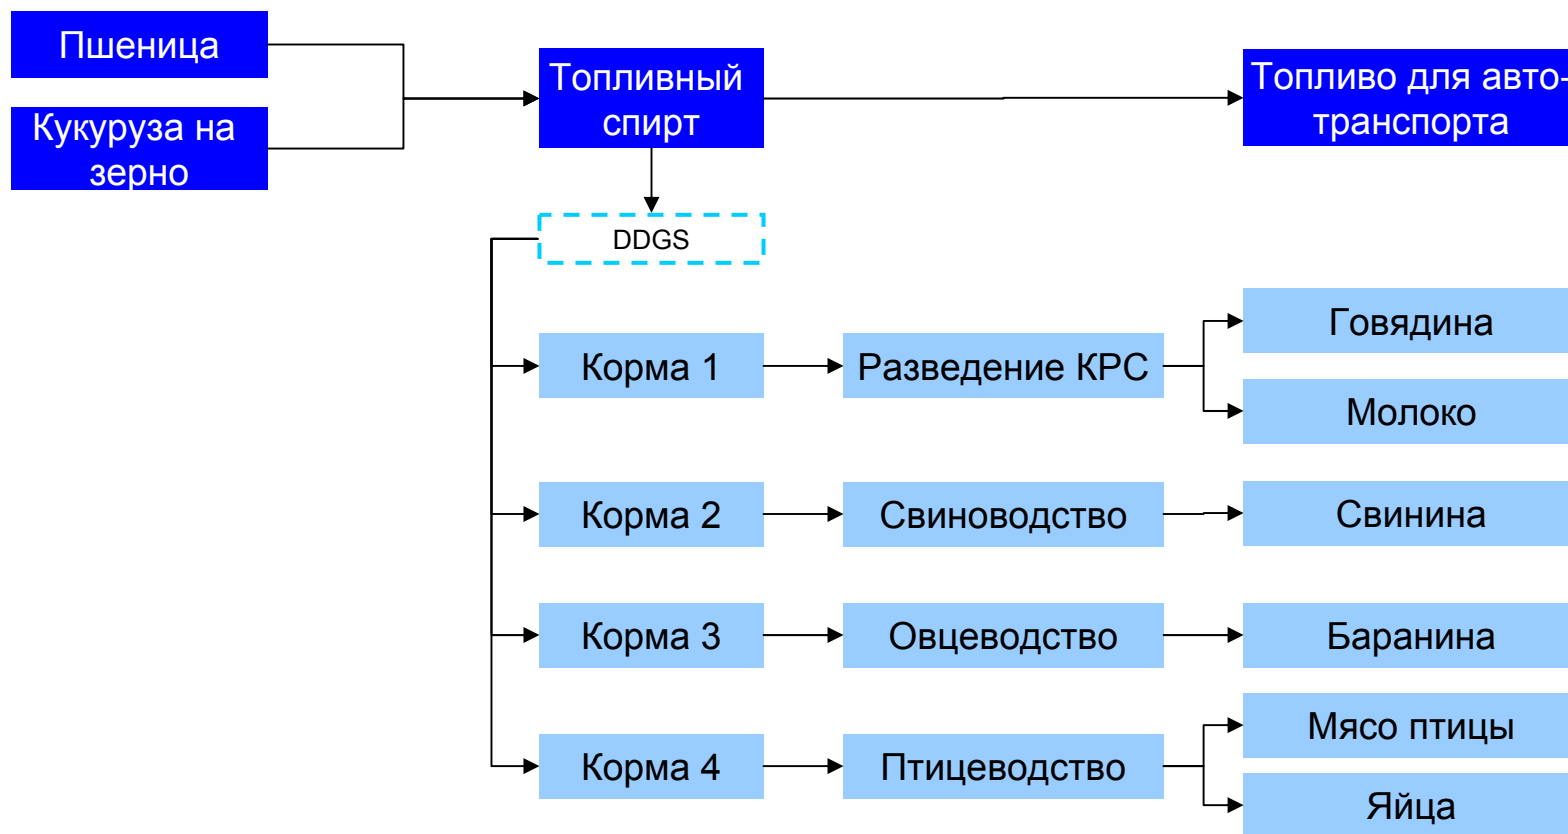 Пшеница
Кукуруза на
зерно
Топливный
спирт
Топливо для авто-
транспорта
DDGS
Корма 1
Разведение КРС
Говядина
Молоко
Корма 2
Свиноводство
Свинина
Корма 3
Овцеводство
Баранина
Корма 4
Птицеводство
Мясо птицы
Яйца